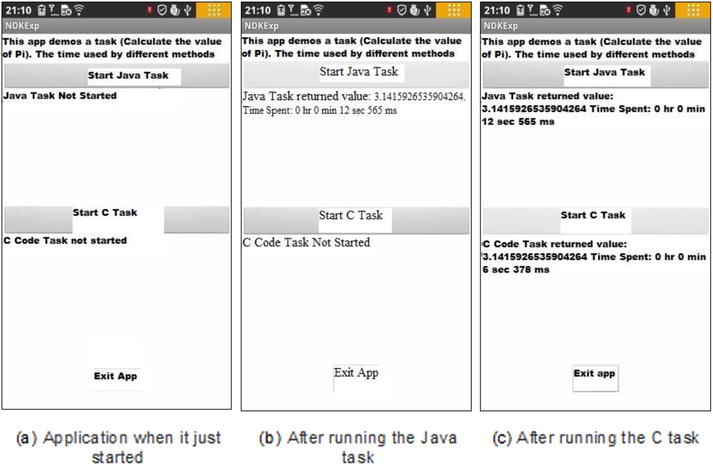 21:10
NDKExp
This app demos a task (Calculate the value
of Pi). The time used by different methods
Start Java Task
Java Task Not Started
Start C Task
C Code Task not started
Exit App
(a) Application when it just
started
21:10
NDKExp
This app demos a task (Calculate the value
of Pi). The time used by different methods
Start Java Task
Java Task returned value: 3.1415926535904264.
Time Spent: 0 hr 0 min 12 sec 565 ms
Start C Task
C Code Task Not Started
Exit App
(b) After running the Java
task
21:10
NDKExp
This app demos a task (Calculate the value
of Pi). The time used by different methods
Start Java Task
Java Task returned value:
3.1415926535904264 Time Spent: 0 hr 0 min
12 sec 565 ms
Start C Task
C Code Task returned value:
3.1415926535904264 Time Spent: 0 hr 0 min
6 sec 378 ms
Exit app
(c) After running the C task